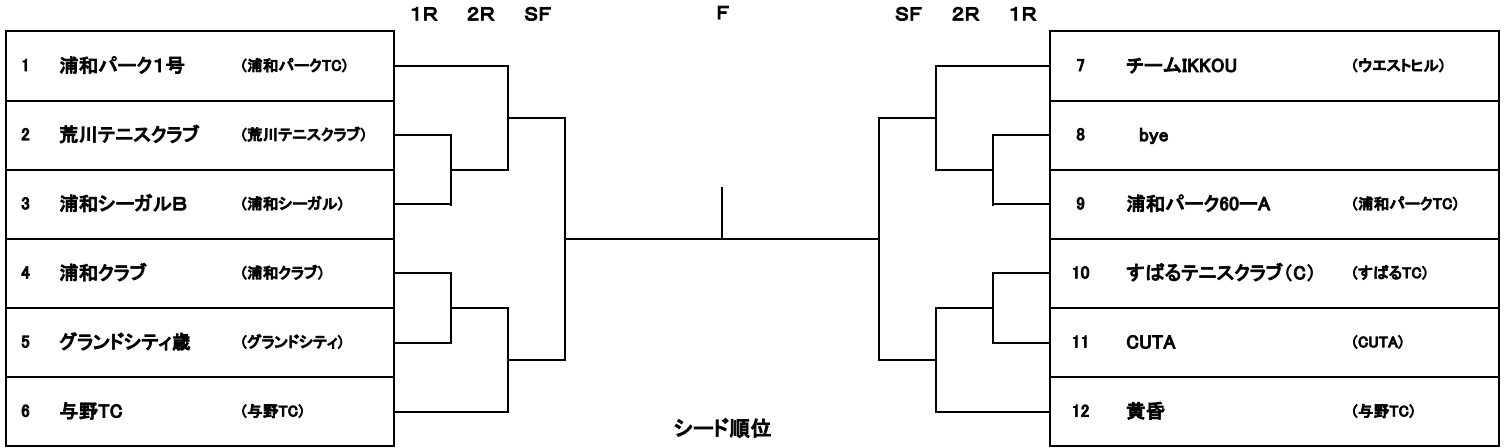 1R 2R SF F SF 2R 1R
1 浦和パーク1号 (浦和パークTC)
2 荒川テニスクラブ (荒川テニスクラブ)
3 浦和シーガルB (浦和シーガル)
4 浦和クラブ (浦和クラブ)
5 グランドシティ歳 (グランドシティ)
6 与野TC (与野TC)
7 チームIKKOU (ウエストヒル)
8 bye
9 浦和パーク60ーA (浦和パークTC)
10 すばるテニスクラブ(C) (すばるTC)
11 CUTA (CUTA)
12 黄昏 (与野TC)
シード順位